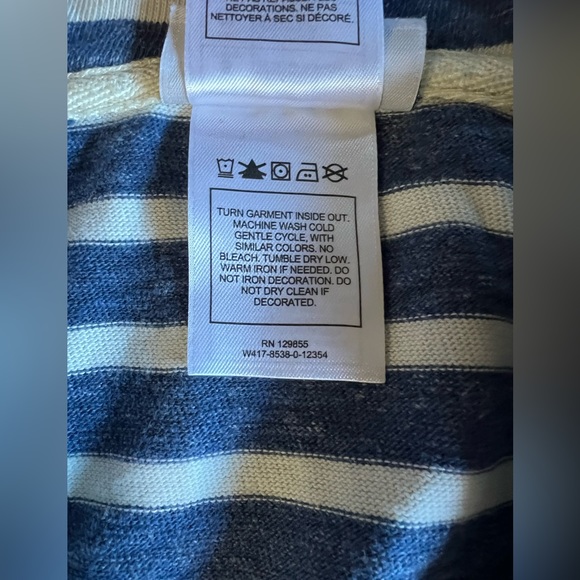 DECORATIONS. NE PAS
NETTOYER À SEC SI DÉCORÉ.
TURN GARMENT INSIDE OUT.
MACHINE WASH COLD
GENTLE CYCLE, WITH
SIMILAR COLORS. NO
BLEACH. TUMBLE DRY LOW.
WARM IRON IF NEEDED. DO
NOT IRON DECORATION. DO
NOT DRY CLEAN IF
DECORATED.
RN 129855
W417-8538-0-12354